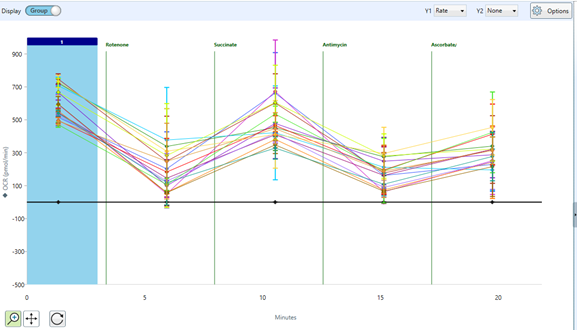 Display Group Y1 Rate Y2 None Options
1
Rotenone Succinate Antimycin Ascorbate/
900
700
500
300
100
-100
-300
-500
OCR (pmol/min)
0 5 10 15 20
Minutes